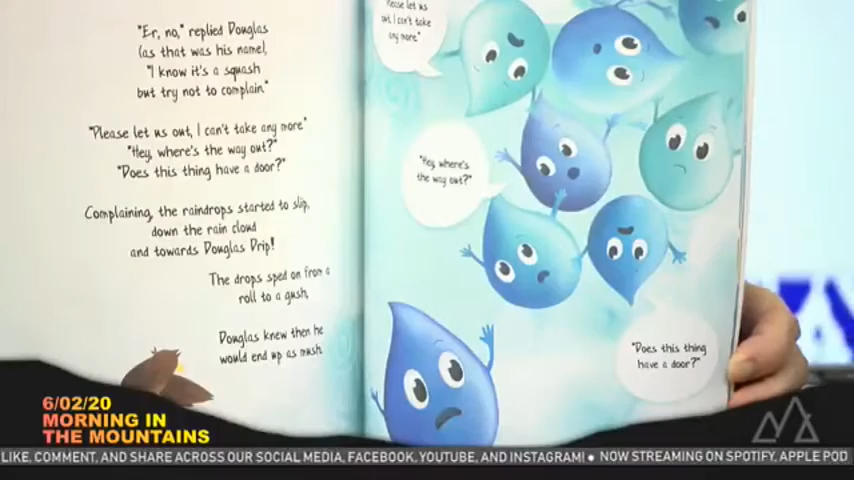 "Er, no," replied Douglas
(as that was his name),
"I know it's a squash
but try not to complain."
"Please let us out, I can't take any more"
"Hey, where's the way out?"
"Does this thing have a door?"
Complaining, the raindrops started to slip,
down the rain cloud
and towards Douglas Drip!
The drops sped on from a
roll to a gush,
Douglas knew then he
would end up as mush.
"Please let us
out, I can't take
any more."
"Hey, where's
the way out?"
"Does this thing
have a door?"
6/02/20
MORNING IN
THE MOUNTAINS
LIKE, COMMENT, AND SHARE ACROSS OUR SOCIAL MEDIA, FACEBOOK, YOUTUBE, AND INSTAGRAM! ● NOW STREAMING ON SPOTIFY, APPLE POD